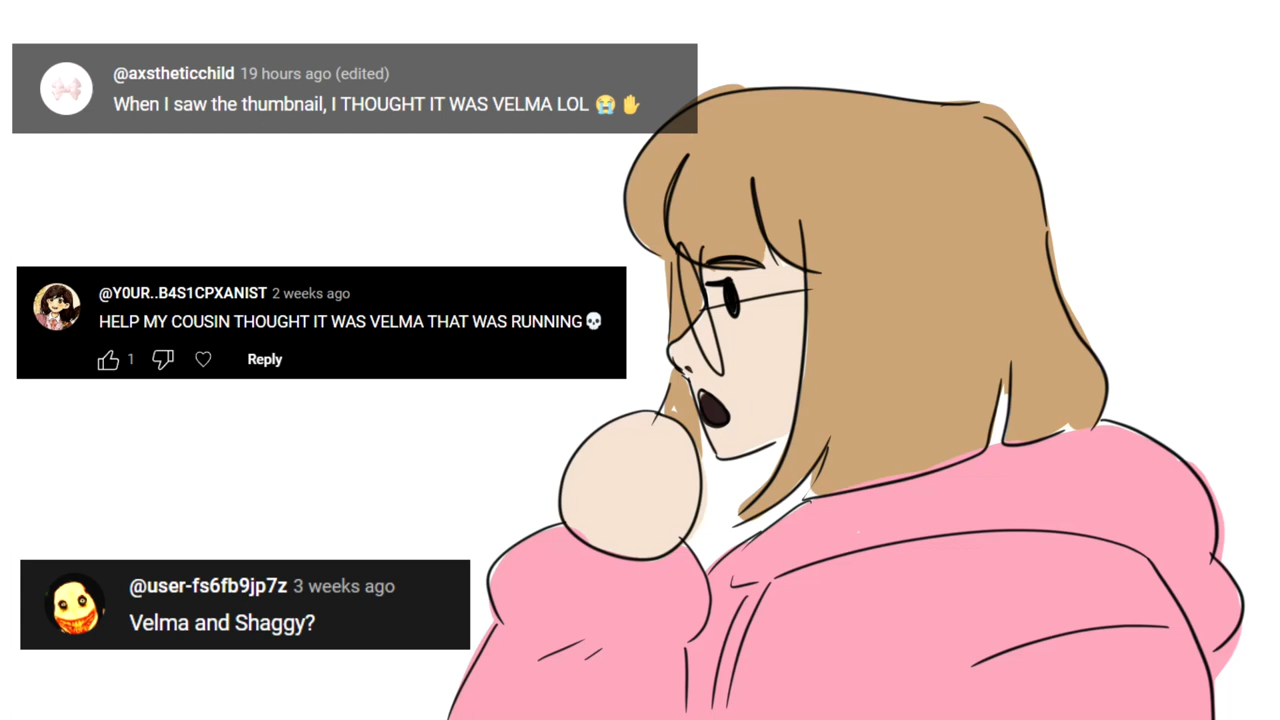 @axstheticchild 19 hours ago (edited)
When I saw the thumbnail, I THOUGHT IT WAS VELMA LOL 😭✋
@Y0UR..B4S1CPXANIST 2 weeks ago
HELP MY COUSIN THOUGHT IT WAS VELMA THAT WAS RUNNING💀
1 Reply
@user-fs6fb9jp7z 3 weeks ago
Velma and Shaggy?